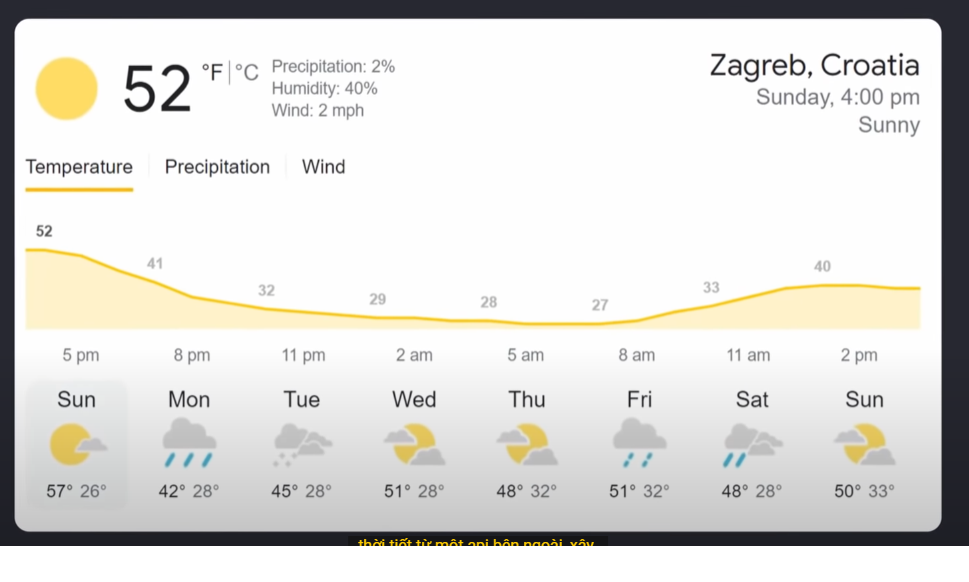 52 °F | °C
Precipitation: 2%
Humidity: 40%
Wind: 2 mph
Zagreb, Croatia
Sunday, 4:00 pm
Sunny
Temperature Precipitation Wind
52 41 32 29 28 27 33 40
5 pm 8 pm 11 pm 2 am 5 am 8 am 11 am 2 pm
Sun Mon Tue Wed Thu Fri Sat Sun
57° 26° 42° 28° 45° 28° 51° 28° 48° 32° 51° 32° 48° 28° 50° 33°
thời tiết từ một api bên ngoài, xây